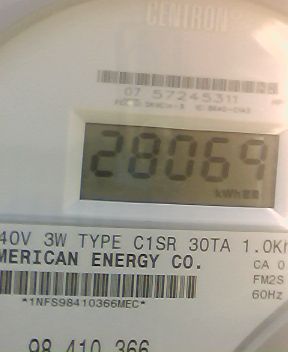 CENTRON
07 57245311
28069
kWh
40V 3W TYPE C1SR 30TA 1.0K
MERICAN ENERGY CO.
CA 0
FM2S
60Hz
*1NFS98410366MEC*
98 410 366